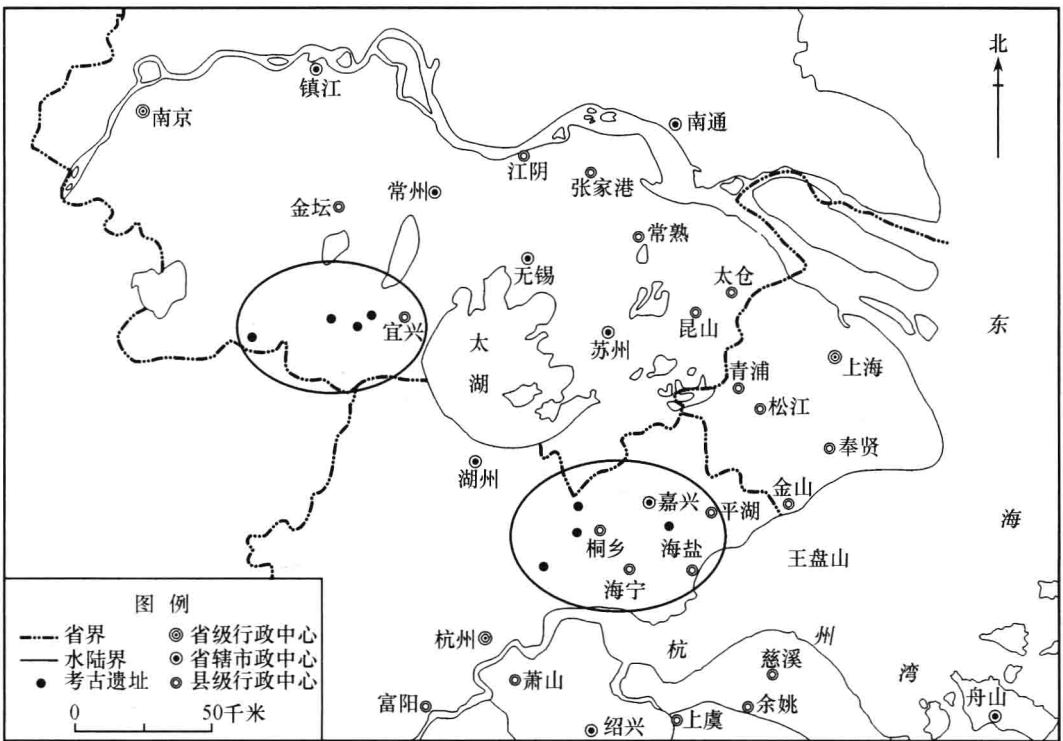 北
镇江
南京
南通
江阴
张家港
常州
金坛
常熟
无锡
太仓
昆山
宜兴
苏州
太
湖
东
海
上海
青浦
松江
奉贤
湖州
金山
嘉兴
平湖
桐乡
海盐
海宁
王盘山
杭州
杭
州
湾
慈溪
萧山
富阳
上虞
余姚
舟山
绍兴
图 例
省界
省级行政中心
水陆界
省辖市政中心
考古遗址
县级行政中心
0 50千米